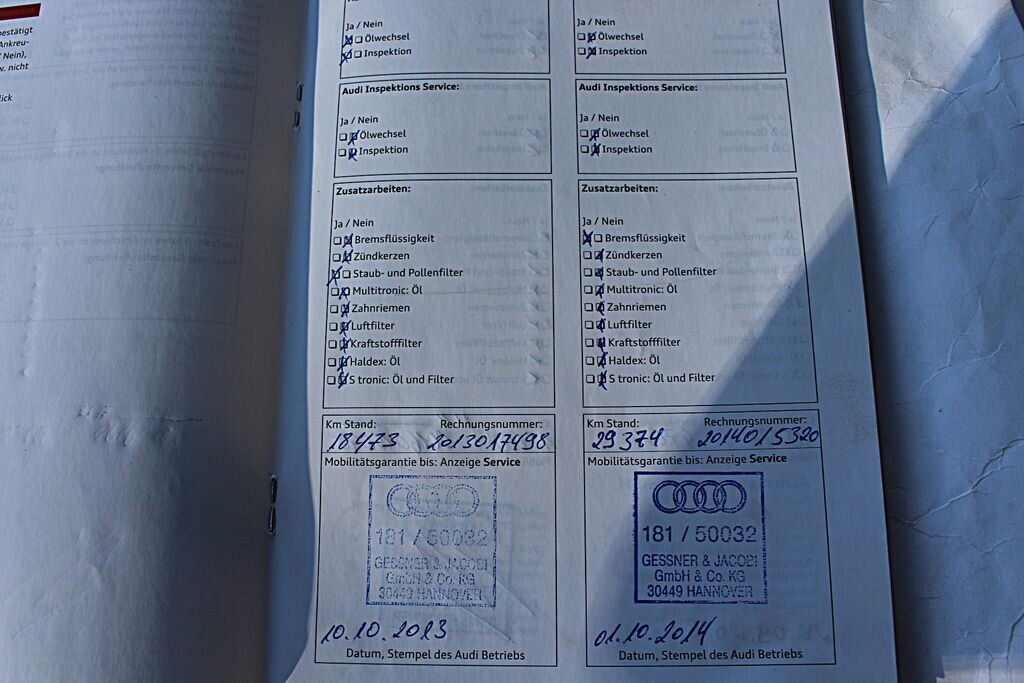 bestätigt
Ankreu-
Nein),
w. nicht
lick
Ja / Nein
Ölwechsel
Inspektion
Audi Inspektions Service:
Ja / Nein
Ölwechsel
Inspektion
Zusatzarbeiten:
Ja / Nein
Bremsflüssigkeit
Zündkerzen
Staub- und Pollenfilter
Multitronic: Öl
Zahnriemen
Luftfilter
Kraftstofffilter
Haldex: Öl
S tronic: Öl und Filter
Km Stand: Rechnungsnummer:
18473 2013017498
Mobilitätsgarantie bis: Anzeige Service
181 / 50032
GESSNER & JACOBI
GmbH & Co. KG
30449 HANNOVER
10.10.2013
Datum, Stempel des Audi Betriebs
Ja / Nein
Ölwechsel
Inspektion
Audi Inspektions Service:
Ja / Nein
Ölwechsel
Inspektion
Zusatzarbeiten:
Ja / Nein
Bremsflüssigkeit
Zündkerzen
Staub- und Pollenfilter
Multitronic: Öl
Zahnriemen
Luftfilter
Kraftstofffilter
Haldex: Öl
S tronic: Öl und Filter
Km Stand: Rechnungsnummer:
29374 2014015320
Mobilitätsgarantie bis: Anzeige Service
181 / 50032
GESSNER & JACOBI
GmbH & Co. KG
30449 HANNOVER
01.10.2014
Datum, Stempel des Audi Betriebs